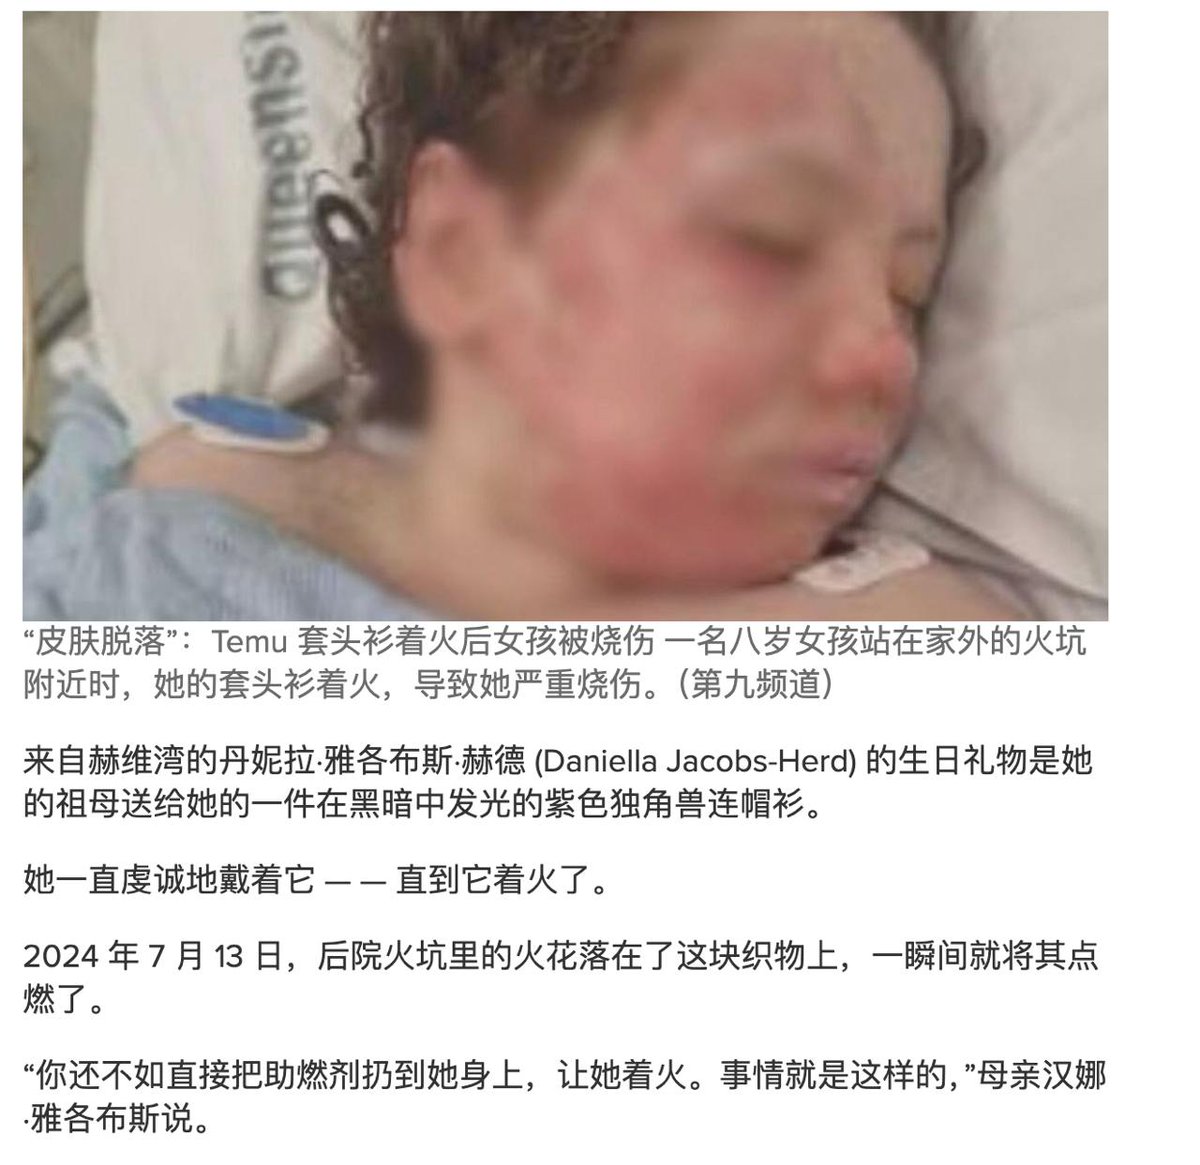 Queens
“皮肤脱落”：Temu 套头衫着火后女孩被烧伤 一名八岁女孩站在家外的火坑
附近时，她的套头衫着火，导致她严重烧伤。（第九频道）
来自赫维湾的丹妮拉·雅各布斯·赫德 (Daniella Jacobs-Herd) 的生日礼物是她
的祖母送给她的一件在黑暗中发光的紫色独角兽连帽衫。
她一直虔诚地戴着它 — — 直到它着火了。
2024 年 7 月 13 日，后院火坑里的火花落在了这块织物上，一瞬间就将其点
燃了。
“你还不如直接把助燃剂扔到她身上，让她着火。事情就是这样的，”母亲汉娜
·雅各布斯说。